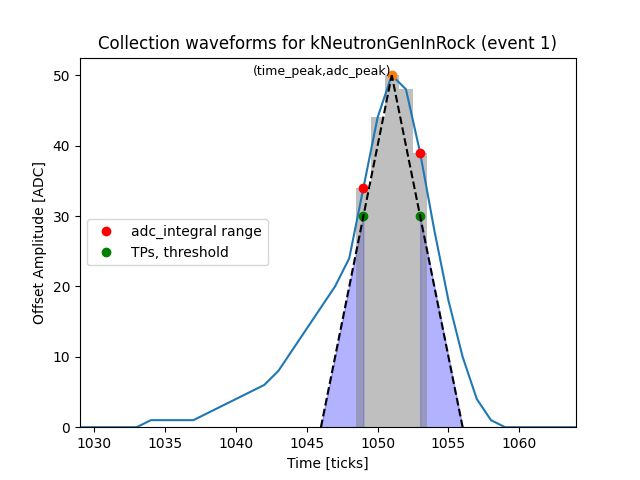 Collection waveforms for kNeutronGenInRock (event 1)
(time_peak,adc_peak)
50
40
30
20
10
0
Offset Amplitude [ADC]
adc_integral range
TPs, threshold
1030 1035 1040 1045 1050 1055 1060
Time [ticks]